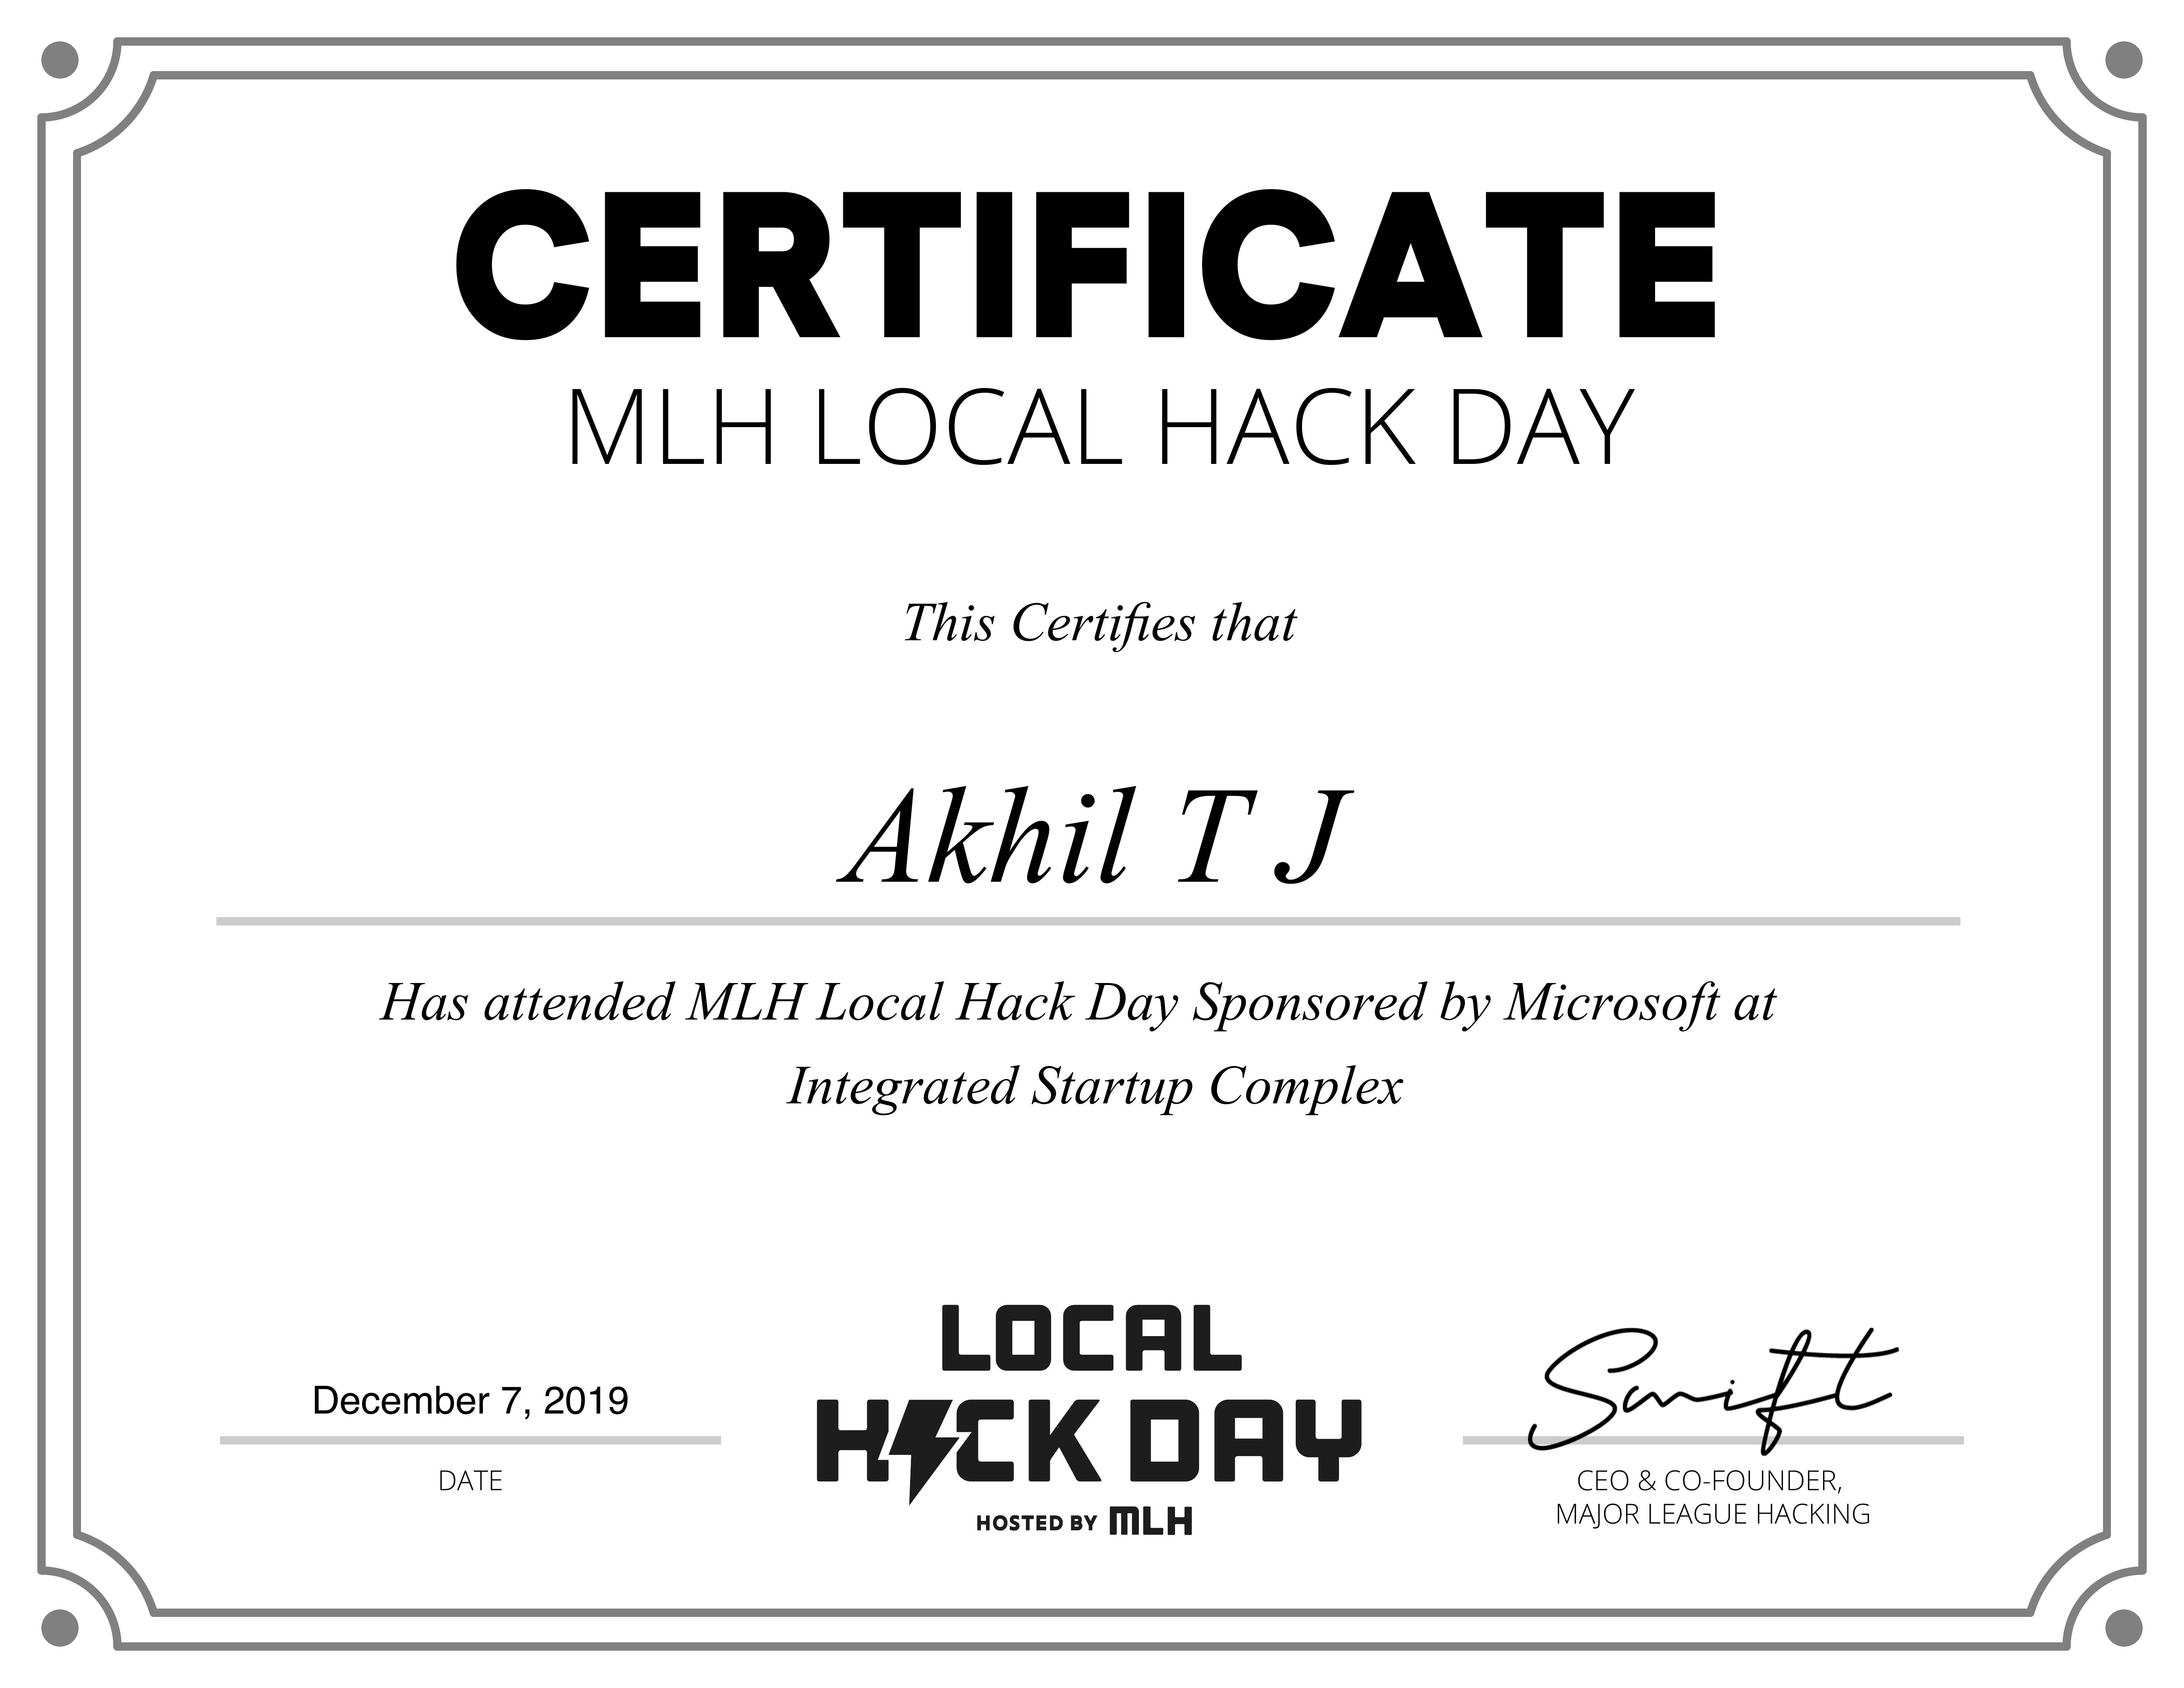 CERTIFICATE
MLH LOCAL HACK DAY
This Certifies that
Akhil T J
Has attended MLH Local Hack Day Sponsored by Microsoft at
Integrated Startup Complex
December 7, 2019
DATE
LOCAL
HACK DAY
HOSTED BY MLH
Swift
CEO & CO-FOUNDER,
MAJOR LEAGUE HACKING